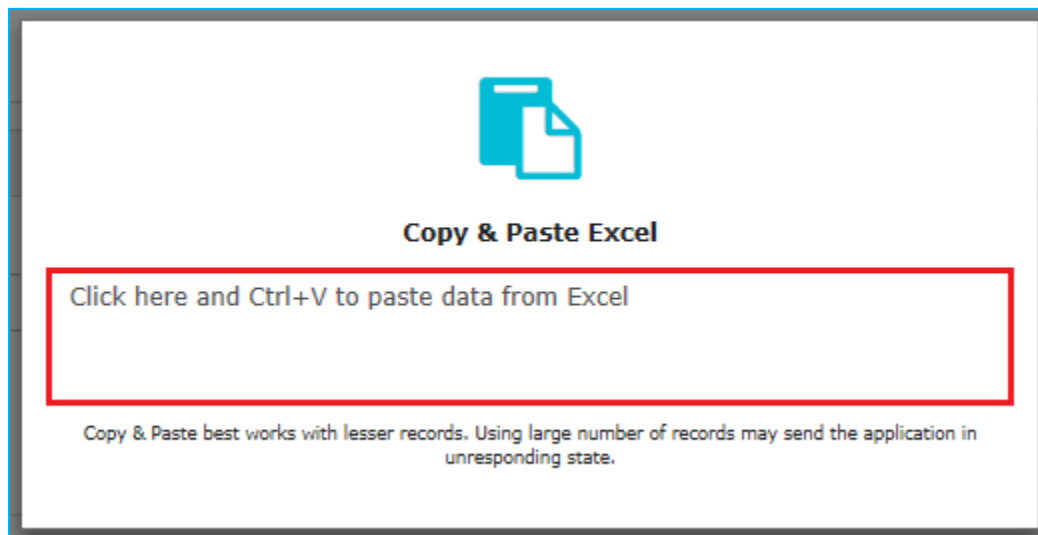 Copy & Paste Excel
Click here and Ctrl+V to paste data from Excel
Copy & Paste best works with lesser records. Using large number of records may send the application in
unresponding state.